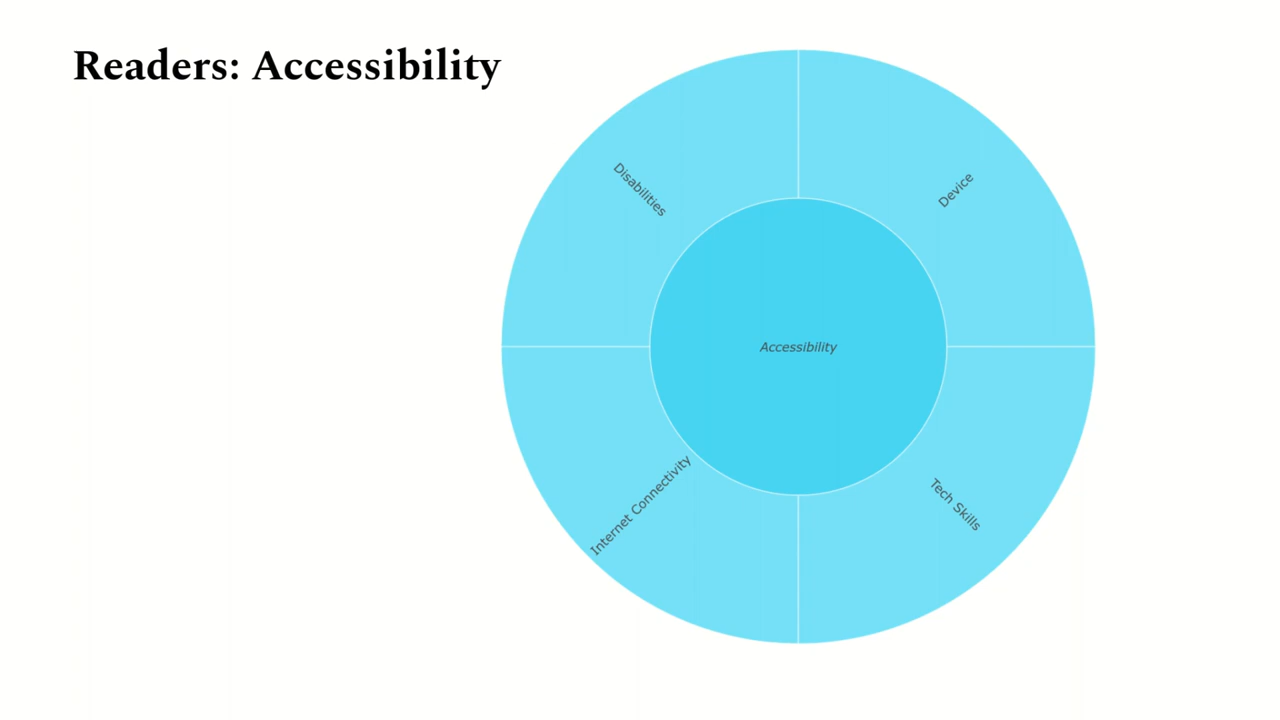 Readers: Accessibility
Disabilities
Device
Accessibility
Internet Connectivity
Tech Skills